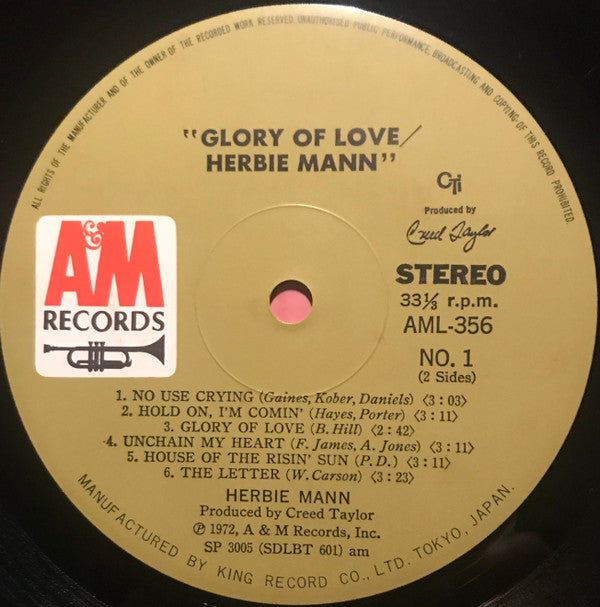 ALL RIGHTS OF THE MANUFACTURER AND OF THE OWNER OF THE RECORDED WORK RESERVED. UNAUTHORISED PUBLIC PERFORMANCE, BROADCASTING AND COPYING OF THIS RECORD PROHIBITED.
"GLORY OF LOVE/
HERBIE MANN"
CTi
Produced by
Creed Taylor
A&M
RECORDS
STEREO
33⅓ r.p.m.
AML-356
NO. 1
(2 Sides)
1. NO USE CRYING (Gaines, Kober, Daniels) 〈3 : 03〉
2. HOLD ON, I'M COMIN' (Hayes, Porter) 〈3 : 11〉
3. GLORY OF LOVE (B. Hill) 〈2 : 42〉
4. UNCHAIN MY HEART (F. James, A. Jones) 〈3 : 11〉
5. HOUSE OF THE RISIN' SUN (P.D.) 〈3 : 11〉
6. THE LETTER (W. Carson) 〈3 : 23〉
HERBIE MANN
Produced by Creed Taylor
℗ 1972, A & M Records, Inc.
SP 3005 (SDLBT 601) am
MANUFACTURED BY KING RECORD CO., LTD. TOKYO, JAPAN.